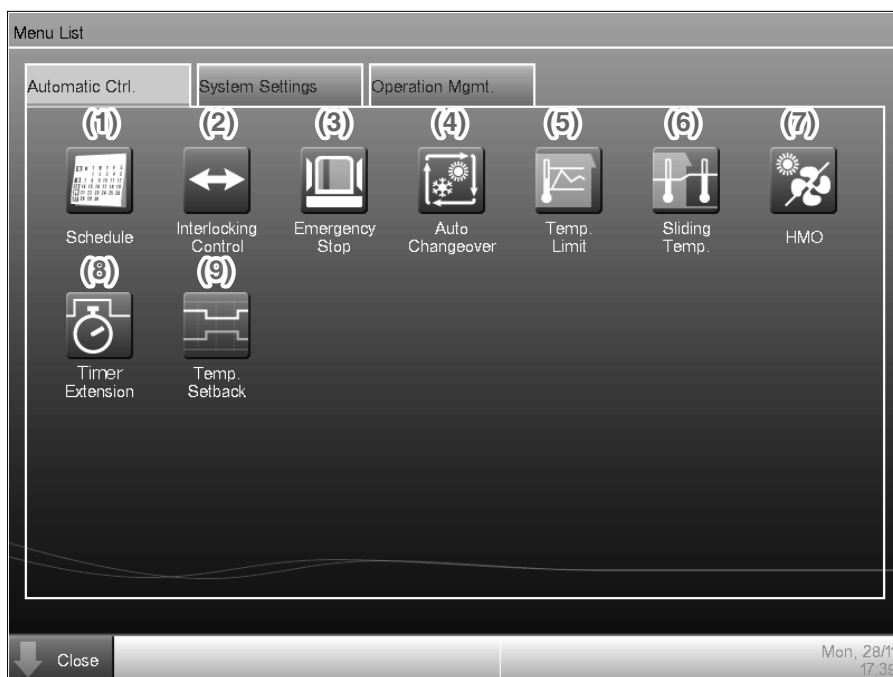 Menu List
Automatic Ctrl. System Settings Operation Mgmt.
(1) (2) (3) (4) (5) (6) (7)
Schedule Interlocking Control Emergency Stop Auto Changeover Temp. Limit Sliding Temp. HMO
(8) (9)
Timer Extension Temp. Setback
Close
Mon, 28/1
17:39